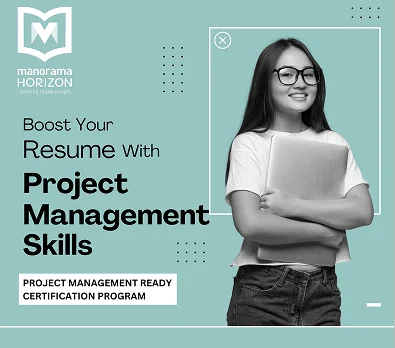 M
manorama
HORIZON
Boost Your
Resume With
Project
Management
Skills
PROJECT MANAGEMENT READY
CERTIFICATION PROGRAM